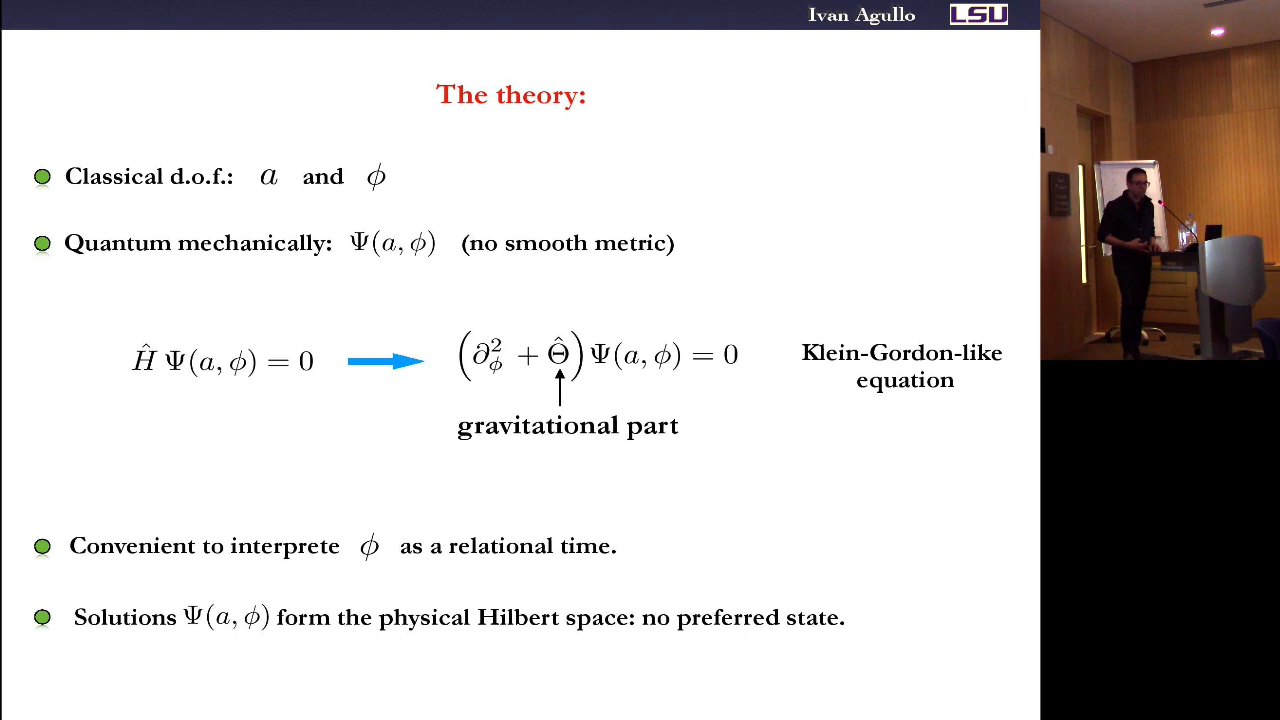 Ivan Agullo LSU
The theory:
Classical d.o.f.: a and ϕ
Quantum mechanically: Ψ(a, ϕ) (no smooth metric)
Ĥ Ψ(a, ϕ) = 0
(∂²_ϕ + Θ̂) Ψ(a, ϕ) = 0
Klein-Gordon-like
equation
gravitational part
Convenient to interprete ϕ as a relational time.
Solutions Ψ(a, ϕ) form the physical Hilbert space: no preferred state.